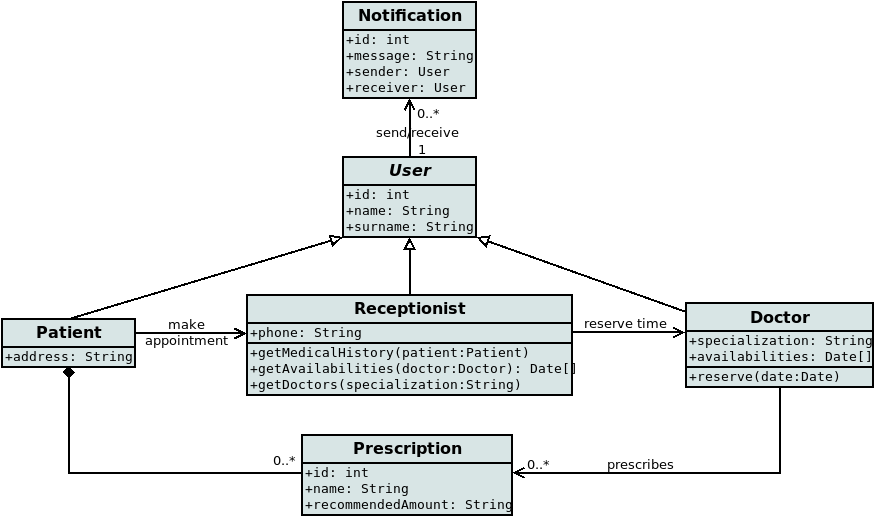 Notification
+id: int
+message: String
+sender: User
+receiver: User
0..*
send/receive
1
User
+id: int
+name: String
+surname: String
Patient
+address: String
make
appointment
Receptionist
+phone: String
+getMedicalHistory(patient:Patient)
+getAvailabilities(doctor:Doctor): Date[]
+getDoctors(specialization:String)
reserve time
Doctor
+specialization: String
+availabilities: Date[]
+reserve(date:Date)
0..*
Prescription
+id: int
+name: String
+recommendedAmount: String
0..*
prescribes